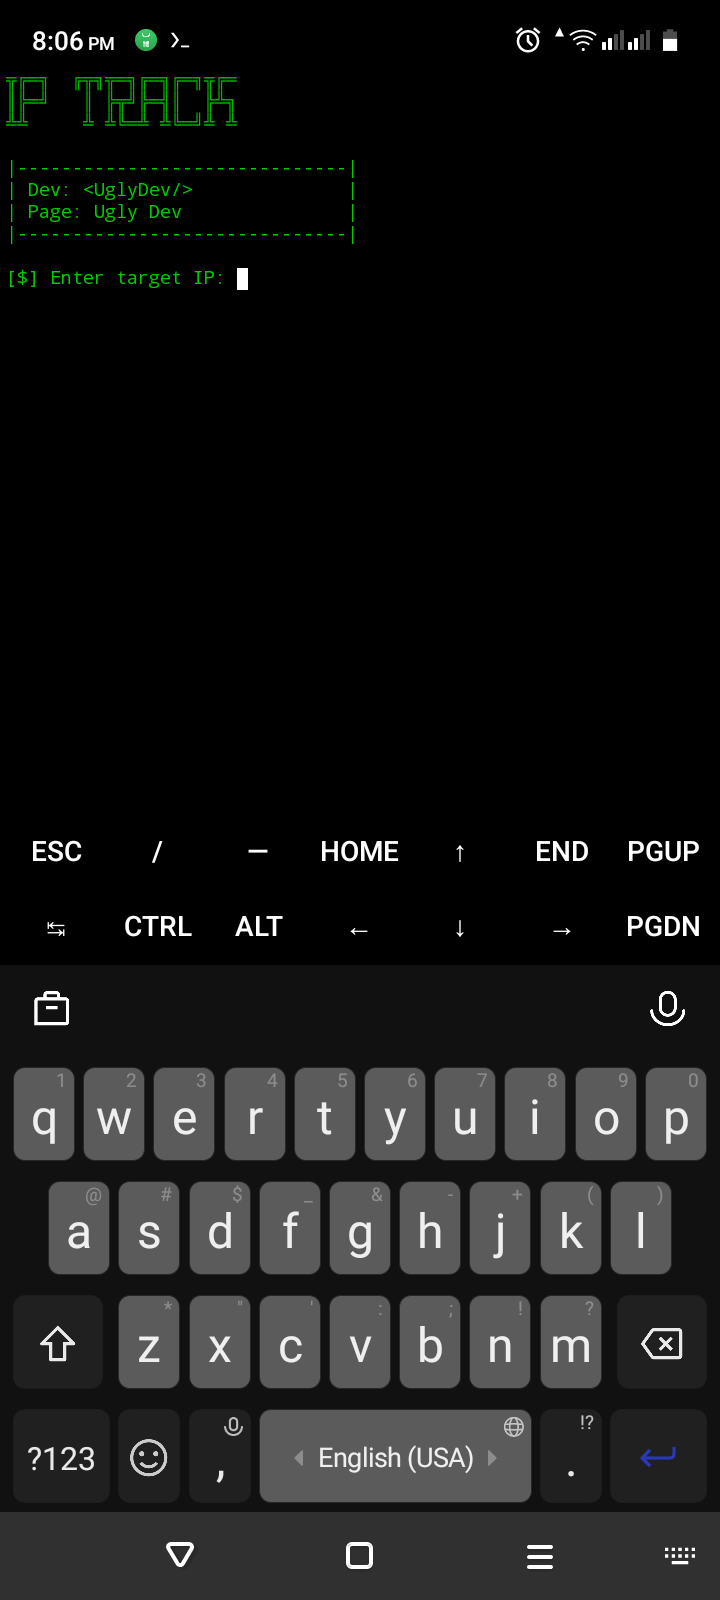 8:06 PM
IP TRACK
|------------------------------|
| Dev: <UglyDev/> |
| Page: Ugly Dev |
|------------------------------|
[$] Enter target IP:
ESC / — HOME ↑ END PGUP
↹ CTRL ALT ← ↓ → PGDN
1 2 3 4 5 6 7 8 9 0
q w e r t y u i o p
@ # $ _ & - + ( )
a s d f g h j k l
* " ' : ; ! ?
z x c v b n m
!?
?123 , English (USA) .